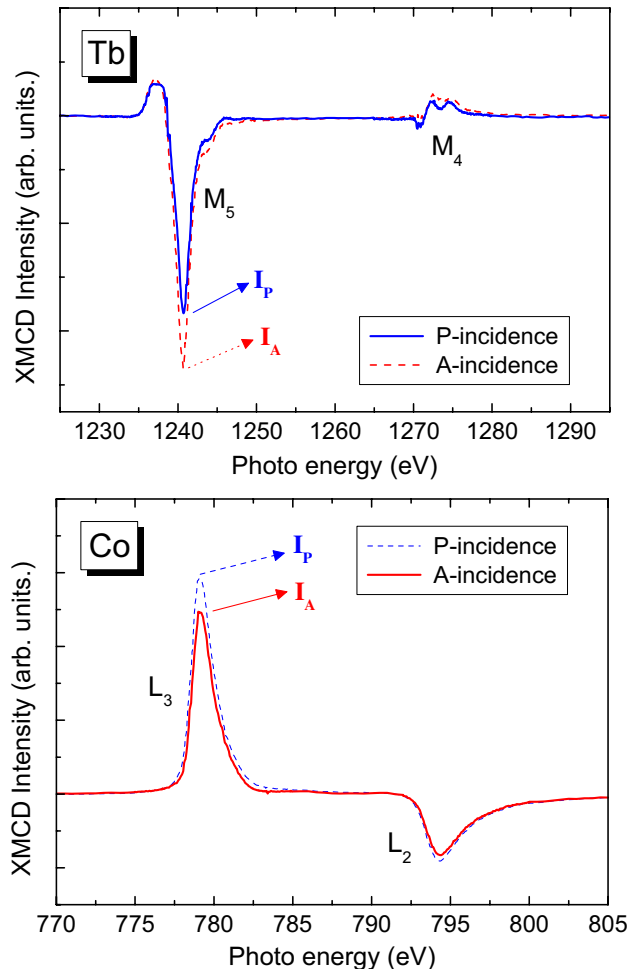 Tb
XMCD Intensity (arb. units.)
M5
M4
IP
IA
P-incidence
A-incidence
1230 1240 1250 1260 1270 1280 1290
Photo energy (eV)
Co
XMCD Intensity (arb. units.)
IP
IA
P-incidence
A-incidence
L3
L2
770 775 780 785 790 795 800 805
Photo energy (eV)